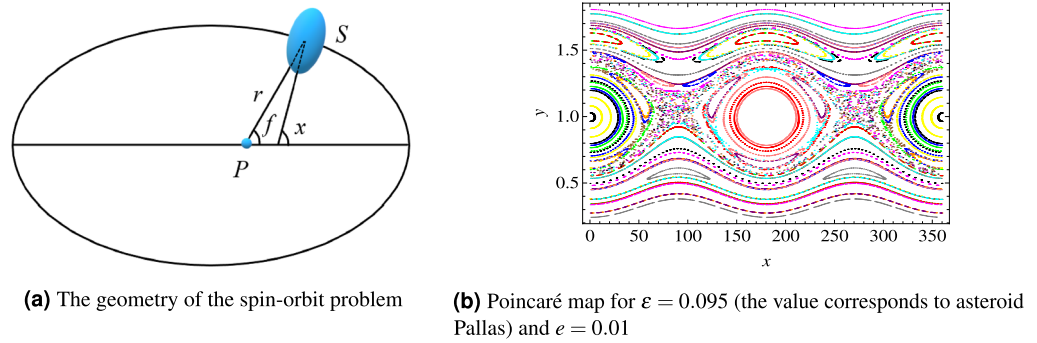 S
r
f
x
P
(a) The geometry of the spin-orbit problem
y
1.5
1.0
0.5
0 50 100 150 200 250 300 350
x
(b) Poincaré map for ε = 0.095 (the value corresponds to asteroid
Pallas) and e = 0.01